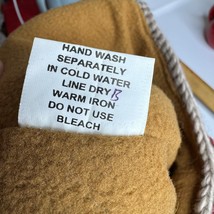 HAND WASH
SEPARATELY
IN COLD WATER
LINE DRY B
WARM IRON
DO NOT USE
BLEACH